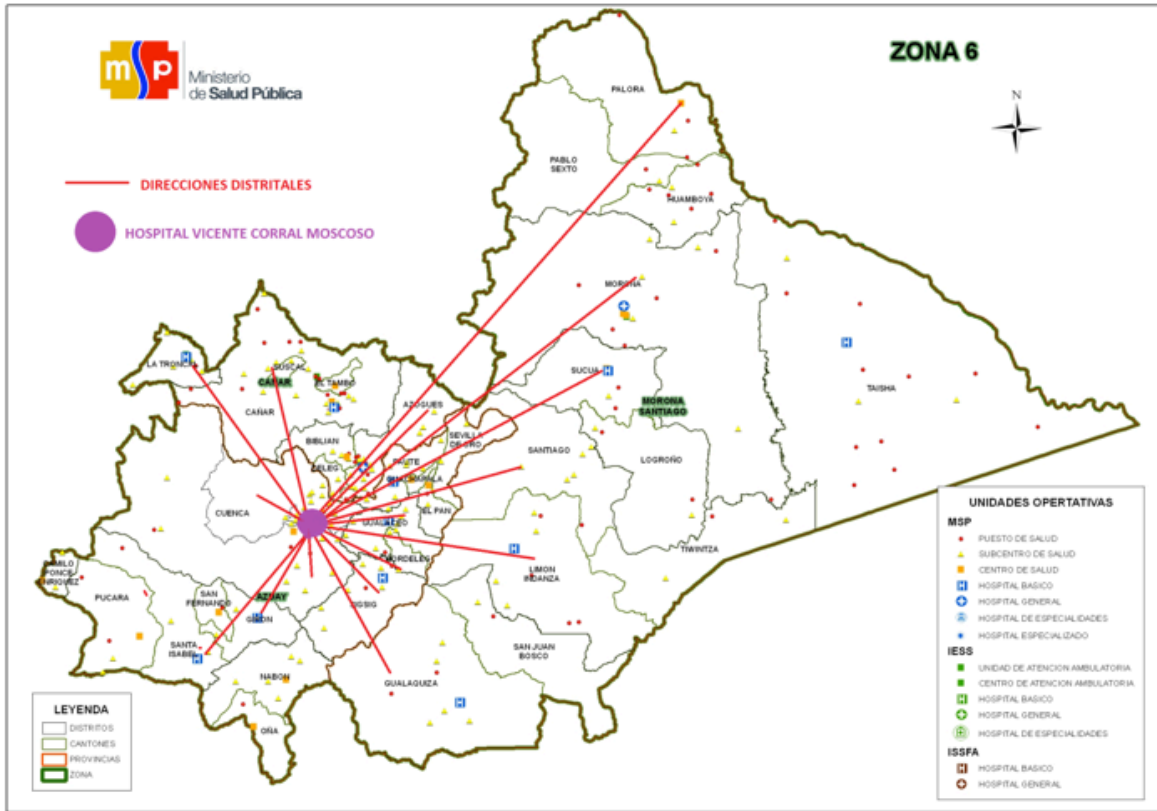 ZONA 6
msp
Ministerio
de Salud Pública
N
DIRECCIONES DISTRITALES
HOSPITAL VICENTE CORRAL MOSCOSO
PALORA
PABLO
SEXTO
HUAMBOYA
MORONA
LA TRONCAL
SUSCAL
CAÑAR
EL TAMBO
SUCUA
TAISHA
CAÑAR
AZOGUES
MORONA
SANTIAGO
BIBLIAN
SEVILLA
DE ORO
SANTIAGO
LOGROÑO
DELEG
PAUTE
CUENCA
EL PAN
GUALACEO
TIWINTZA
CHORDELEG
CAMILO
PONCE
ENRIQUEZ
LIMON
INDANZA
PUCARA
SAN
FERNANDO
AZUAY
SIGSIG
GIRON
SANTA
ISABEL
SAN JUAN
BOSCO
NABON
GUALAQUIZA
OÑA
LEYENDA
DISTRITOS
CANTONES
PROVINCIAS
ZONA
UNIDADES OPERTATIVAS
MSP
PUESTO DE SALUD
SUBCENTRO DE SALUD
CENTRO DE SALUD
HOSPITAL BASICO
HOSPITAL GENERAL
HOSPITAL DE ESPECIALIDADES
HOSPITAL ESPECIALIZADO
IESS
UNIDAD DE ATENCION AMBULATORIA
CENTRO DE ATENCION AMBULATORIA
HOSPITAL BASICO
HOSPITAL GENERAL
HOSPITAL DE ESPECIALIDADES
ISSFA
HOSPITAL BASICO
HOSPITAL GENERAL